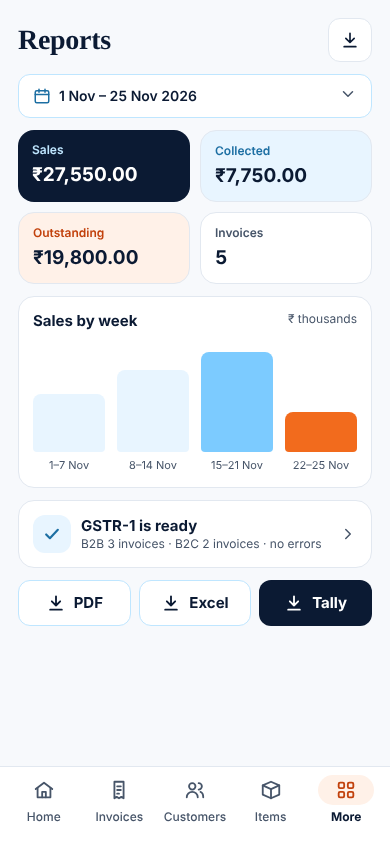 Reports
1 Nov – 25 Nov 2026
Sales
₹27,550.00
Collected
₹7,750.00
Outstanding
₹19,800.00
Invoices
5
Sales by week
₹ thousands
1–7 Nov
8–14 Nov
15–21 Nov
22–25 Nov
GSTR-1 is ready
B2B 3 invoices · B2C 2 invoices · no errors
PDF
Excel
Tally
Home
Invoices
Customers
Items
More